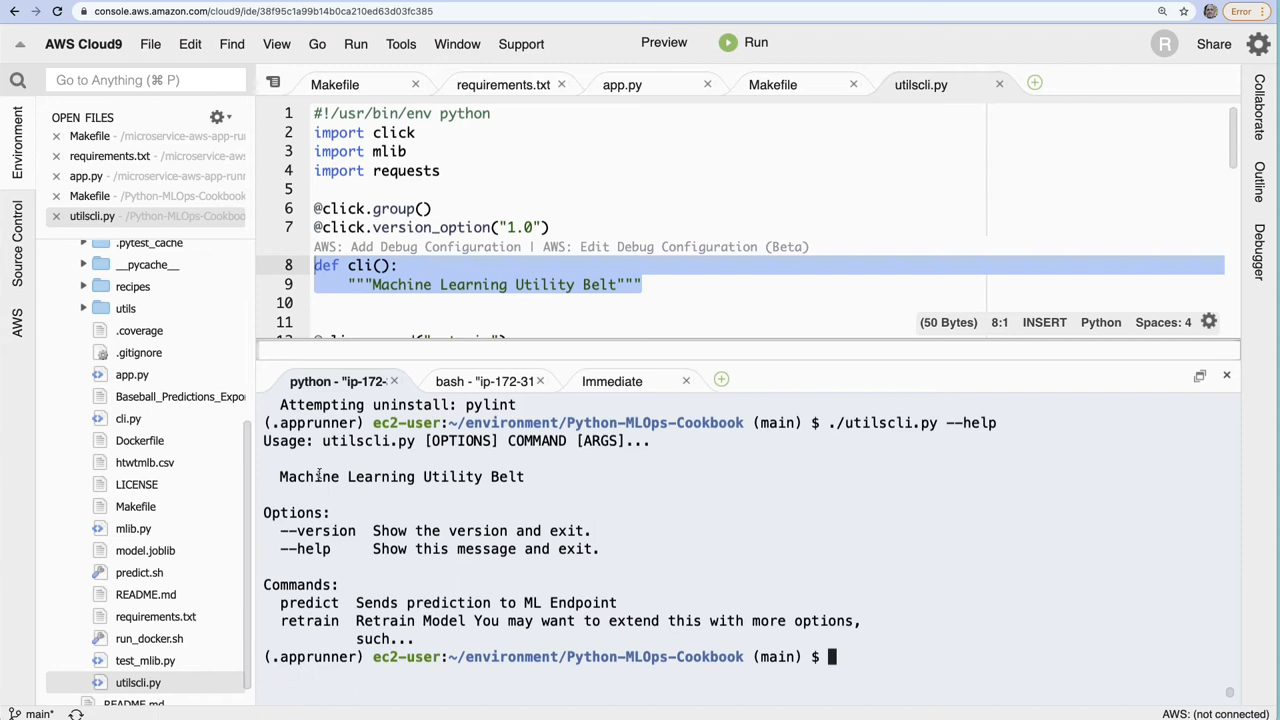 console.aws.amazon.com/cloud9/ide/38f95c1a99b14b0ca210ed63d03fc385
Error
AWS Cloud9 File Edit Find View Go Run Tools Window Support Preview Run R Share
Go to Anything (⌘ P)
Makefile requirements.txt app.py Makefile utilscli.py
Environment
Source Control
AWS
OPEN FILES
Makefile - /microservice-aws-app-run
requirements.txt - /microservice-aws
app.py - /microservice-aws-app-runn
Makefile - /Python-MLOps-Cookbook
utilscli.py - /Python-MLOps-Cookboo
.pytest_cache
__pycache__
recipes
utils
.coverage
.gitignore
app.py
Baseball_Predictions_Expo
cli.py
Dockerfile
htwtmlb.csv
LICENSE
Makefile
mlib.py
model.joblib
predict.sh
README.md
requirements.txt
run_docker.sh
test_mlib.py
utilscli.py
README.md
1 #!/usr/bin/env python
2 import click
3 import mlib
4 import requests
5
6 @click.group()
7 @click.version_option("1.0")
AWS: Add Debug Configuration | AWS: Edit Debug Configuration (Beta)
8 def cli():
9 """Machine Learning Utility Belt"""
10
11
(50 Bytes) 8:1 INSERT Python Spaces: 4
Collaborate
Outline
Debugger
python - "ip-172- bash - "ip-172-31 Immediate
Attempting uninstall: pylint
(.apprunner) ec2-user:~/environment/Python-MLOps-Cookbook (main) $ ./utilscli.py --help
Usage: utilscli.py [OPTIONS] COMMAND [ARGS]...
Machine Learning Utility Belt
Options:
--version Show the version and exit.
--help Show this message and exit.
Commands:
predict Sends prediction to ML Endpoint
retrain Retrain Model You may want to extend this with more options,
such...
(.apprunner) ec2-user:~/environment/Python-MLOps-Cookbook (main) $
main* AWS: (not connected)